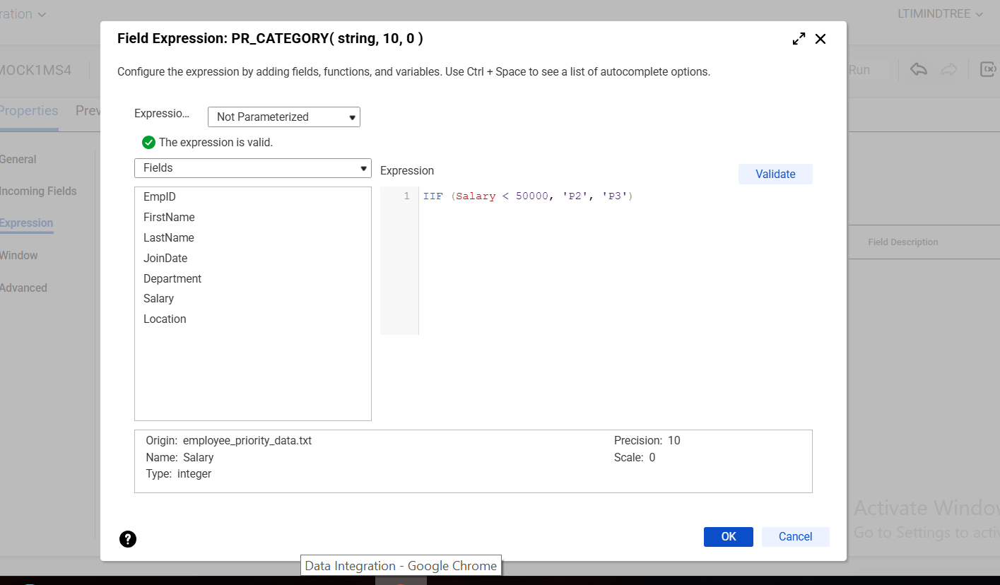 ration
LTIMINDTREE
Field Expression: PR_CATEGORY( string, 10, 0 )
MOCK1MS4
Run
Configure the expression by adding fields, functions, and variables. Use Ctrl + Space to see a list of autocomplete options.
Properties
Prev
Expressio...
Not Parameterized
The expression is valid.
General
Incoming Fields
Expression
Window
Advanced
Fields
Expression
Validate
EmpID
FirstName
LastName
JoinDate
Department
Salary
Location
1
IIF (Salary < 50000, 'P2', 'P3')
Field Description
Origin: employee_priority_data.txt
Name: Salary
Type: integer
Precision: 10
Scale: 0
Activate Window
Go to Settings to activ
?
OK
Cancel
Data Integration - Google Chrome